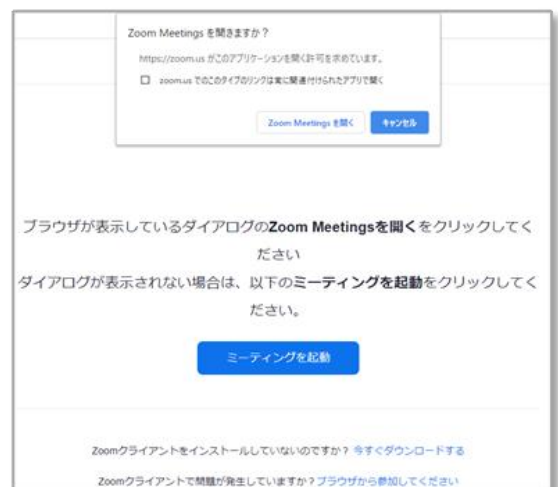 Zoom Meetings を開きますか？
https://zoom.us がこのアプリケーションを開く許可を求めています。
zoom.us でのこのタイプのリンクは常に関連付けられたアプリで開く
Zoom Meetings を開く キャンセル
ブラウザが表示しているダイアログのZoom Meetingsを開くをクリックしてく
ださい
ダイアログが表示されない場合は、以下のミーティングを起動をクリックしてく
ださい。
ミーティングを起動
Zoomクライアントをインストールしていないのですか？ 今すぐダウンロードする
Zoomクライアントで問題が発生していますか？ブラウザから参加してください